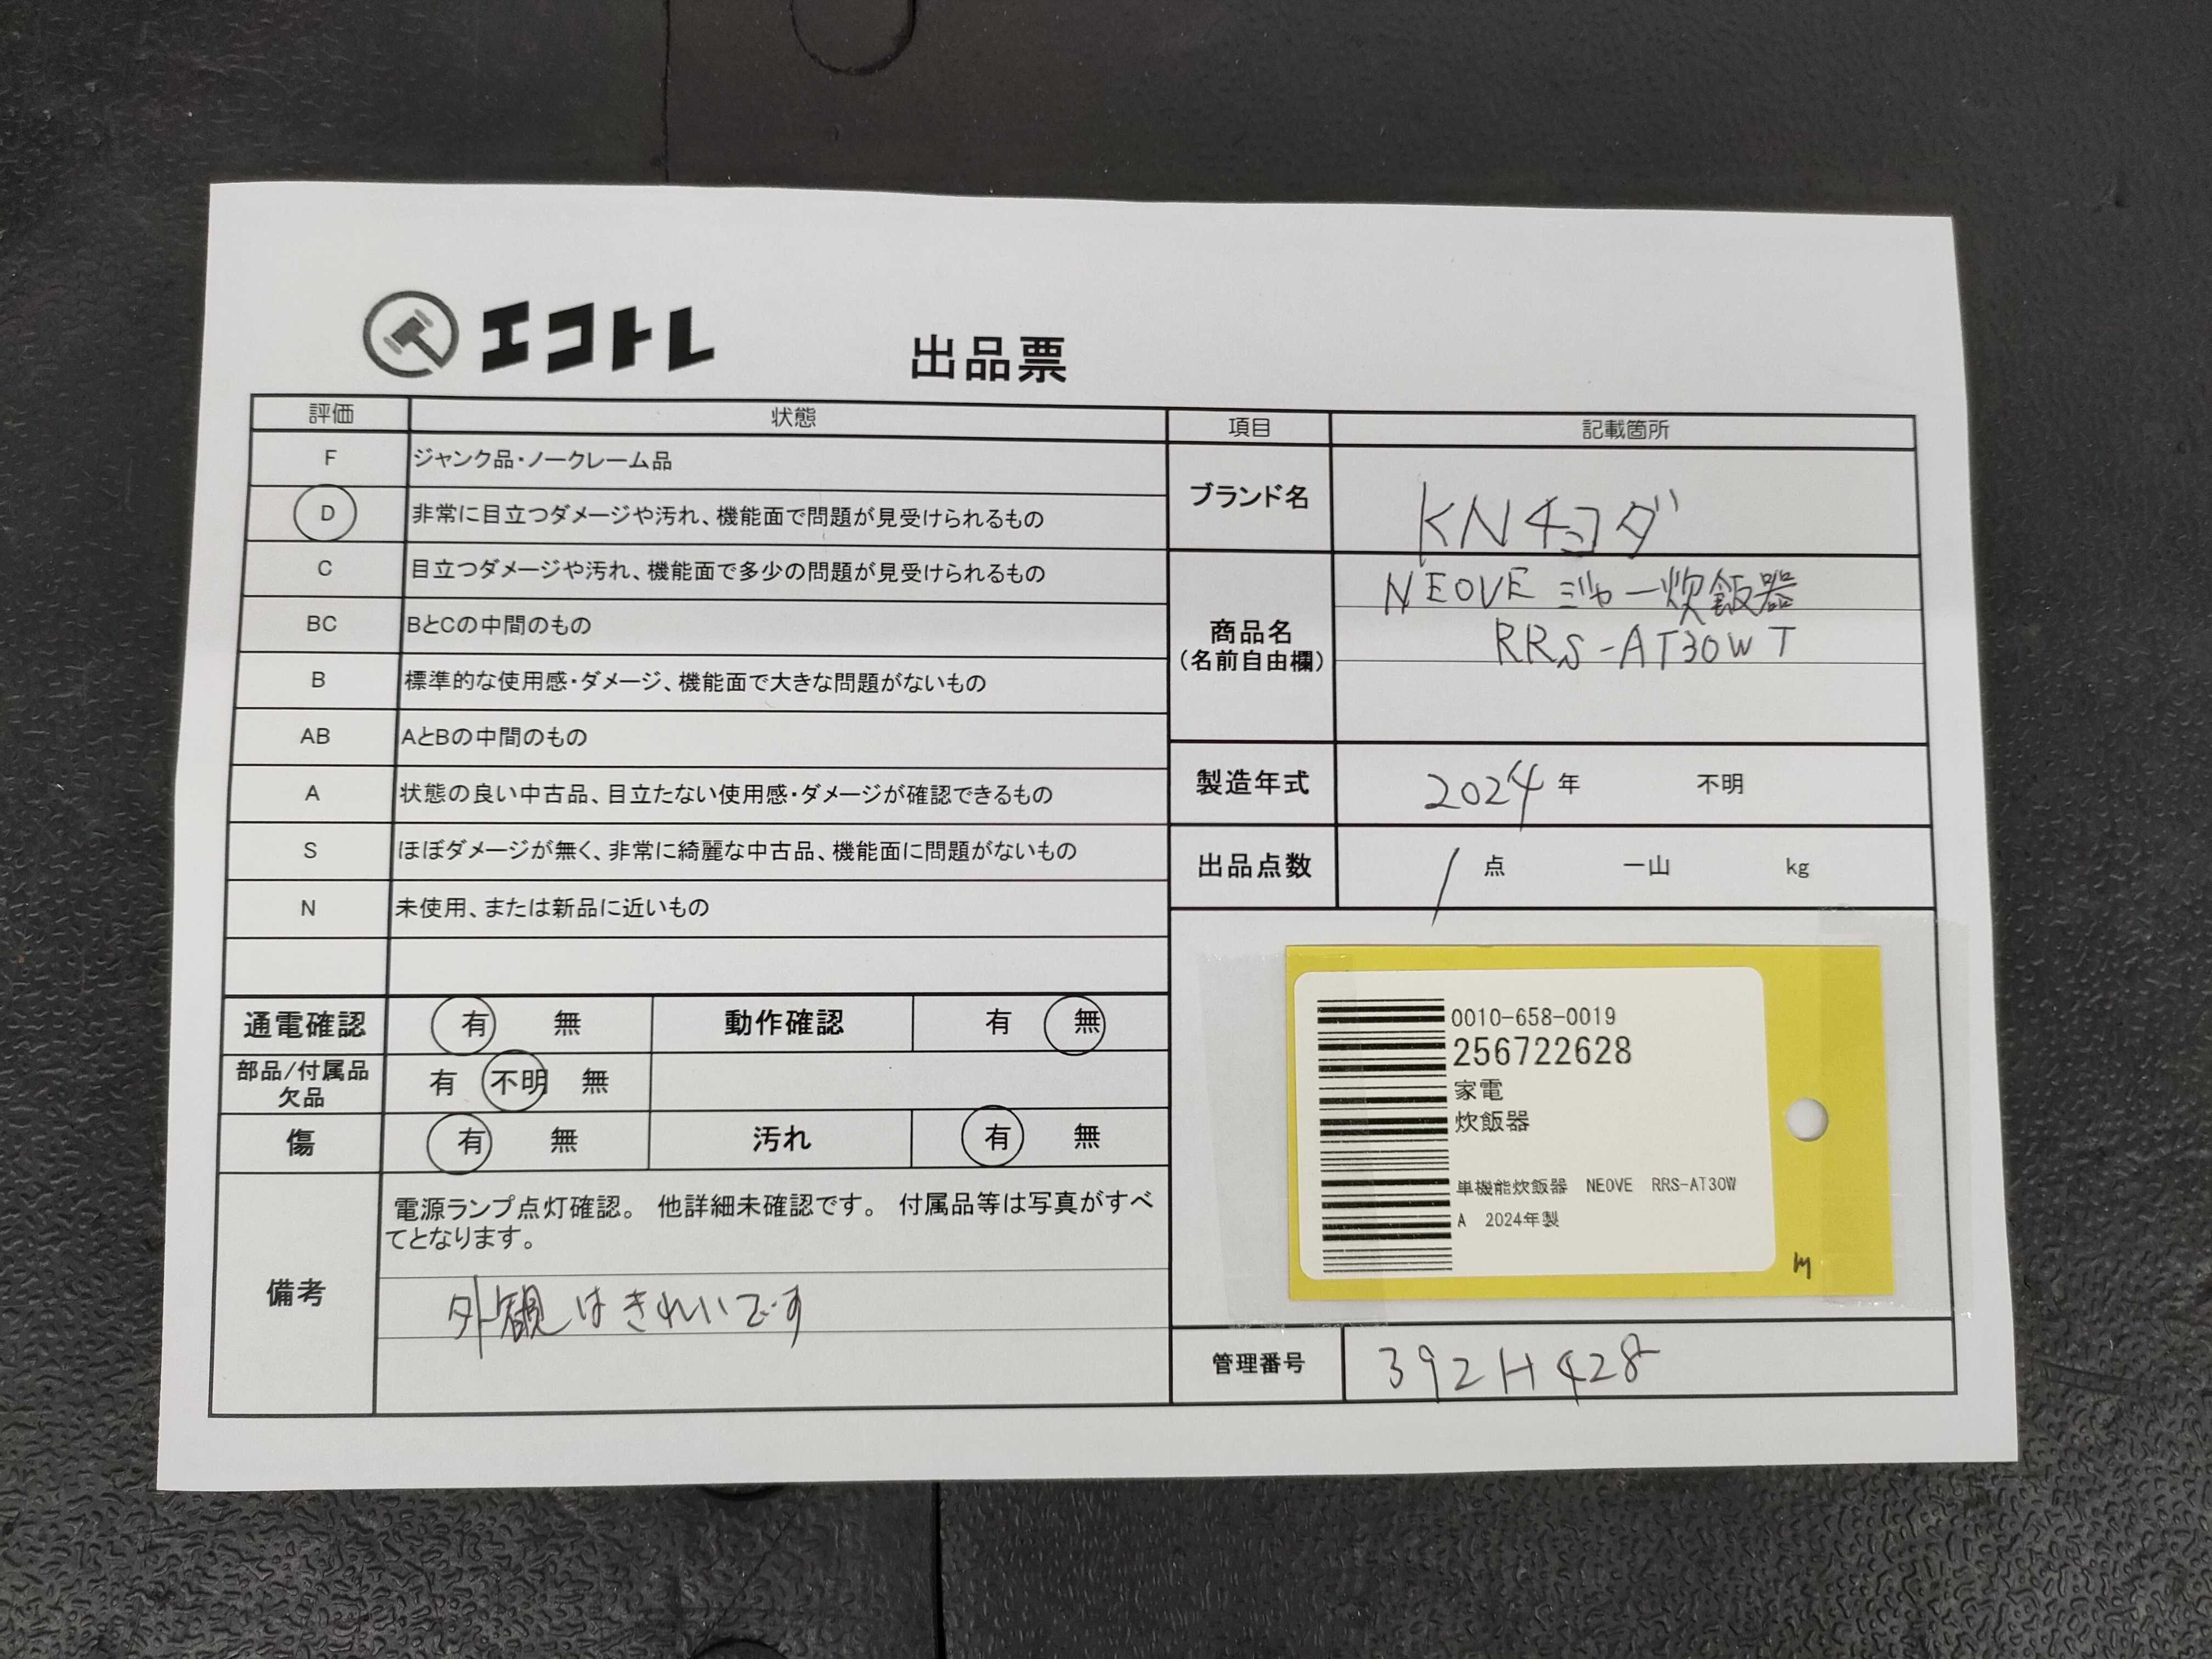 エコトレ
出品票
評価 状態
F ジャンク品・ノークレーム品
D 非常に目立つダメージや汚れ、機能面で問題が見受けられるもの
C 目立つダメージや汚れ、機能面で多少の問題が見受けられるもの
BC BとCの中間のもの
B 標準的な使用感・ダメージ、機能面で大きな問題がないもの
AB AとBの中間のもの
A 状態の良い中古品、目立たない使用感・ダメージが確認できるもの
S ほぼダメージが無く、非常に綺麗な中古品、機能面に問題がないもの
N 未使用、または新品に近いもの
通電確認 有 無 動作確認 有 無
部品/付属品
欠品
有 不明 無
傷 有 無 汚れ 有 無
備考
電源ランプ点灯確認。 他詳細未確認です。 付属品等は写真がすべ
てとなります。
外観はきれいです
項目 記載箇所
ブランド名 KNチヨダ
商品名
(名前自由欄)
NEOVE ジャー炊飯器
RRS-AT30WT
製造年式 2024 年 不明
出品点数 1 点 一山 kg
0010-658-0019
256722628
家電
炊飯器
単機能炊飯器 NEOVE RRS-AT30W
A 2024年製
管理番号 392H428